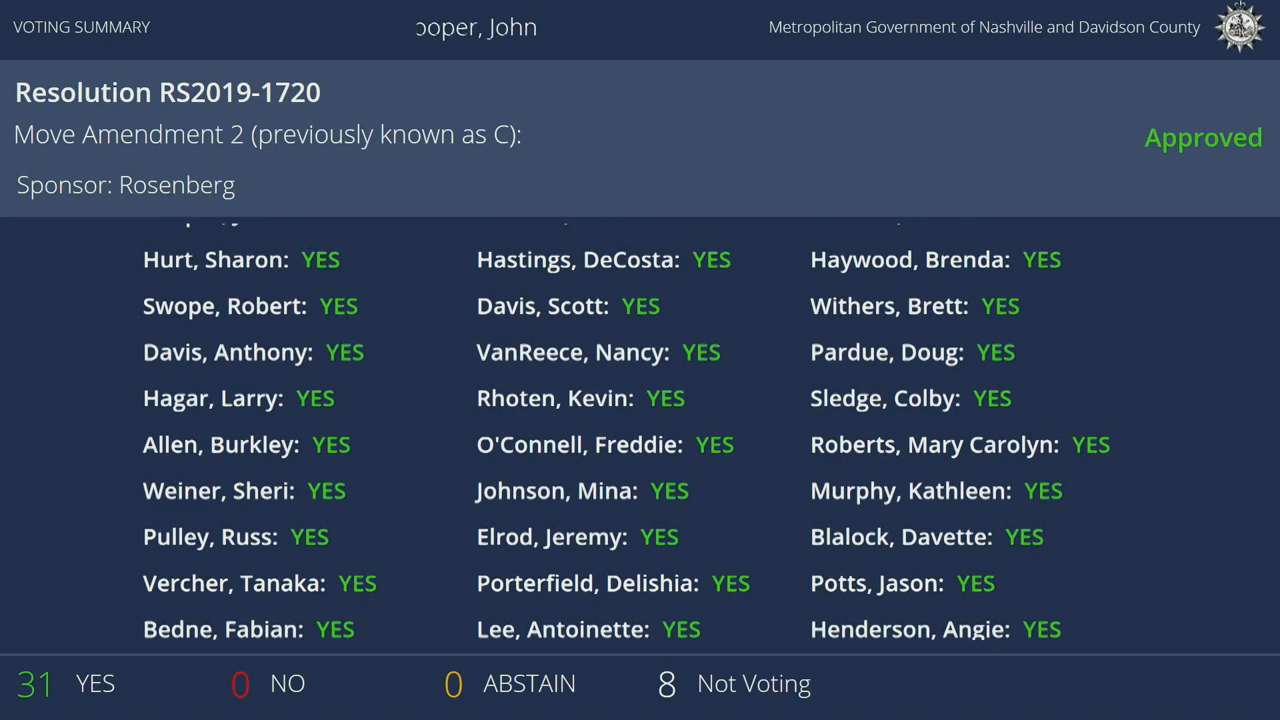 VOTING SUMMARY
ooper, John
Metropolitan Government of Nashville and Davidson County
Resolution RS2019-1720
Move Amendment 2 (previously known as C):
Approved
Sponsor: Rosenberg
Hurt, Sharon: YES Hastings, DeCosta: YES Haywood, Brenda: YES
Swope, Robert: YES Davis, Scott: YES Withers, Brett: YES
Davis, Anthony: YES VanReece, Nancy: YES Pardue, Doug: YES
Hagar, Larry: YES Rhoten, Kevin: YES Sledge, Colby: YES
Allen, Burkley: YES O'Connell, Freddie: YES Roberts, Mary Carolyn: YES
Weiner, Sheri: YES Johnson, Mina: YES Murphy, Kathleen: YES
Pulley, Russ: YES Elrod, Jeremy: YES Blalock, Davette: YES
Vercher, Tanaka: YES Porterfield, Delishia: YES Potts, Jason: YES
Bedne, Fabian: YES Lee, Antoinette: YES Henderson, Angie: YES
31 YES 0 NO 0 ABSTAIN 8 Not Voting